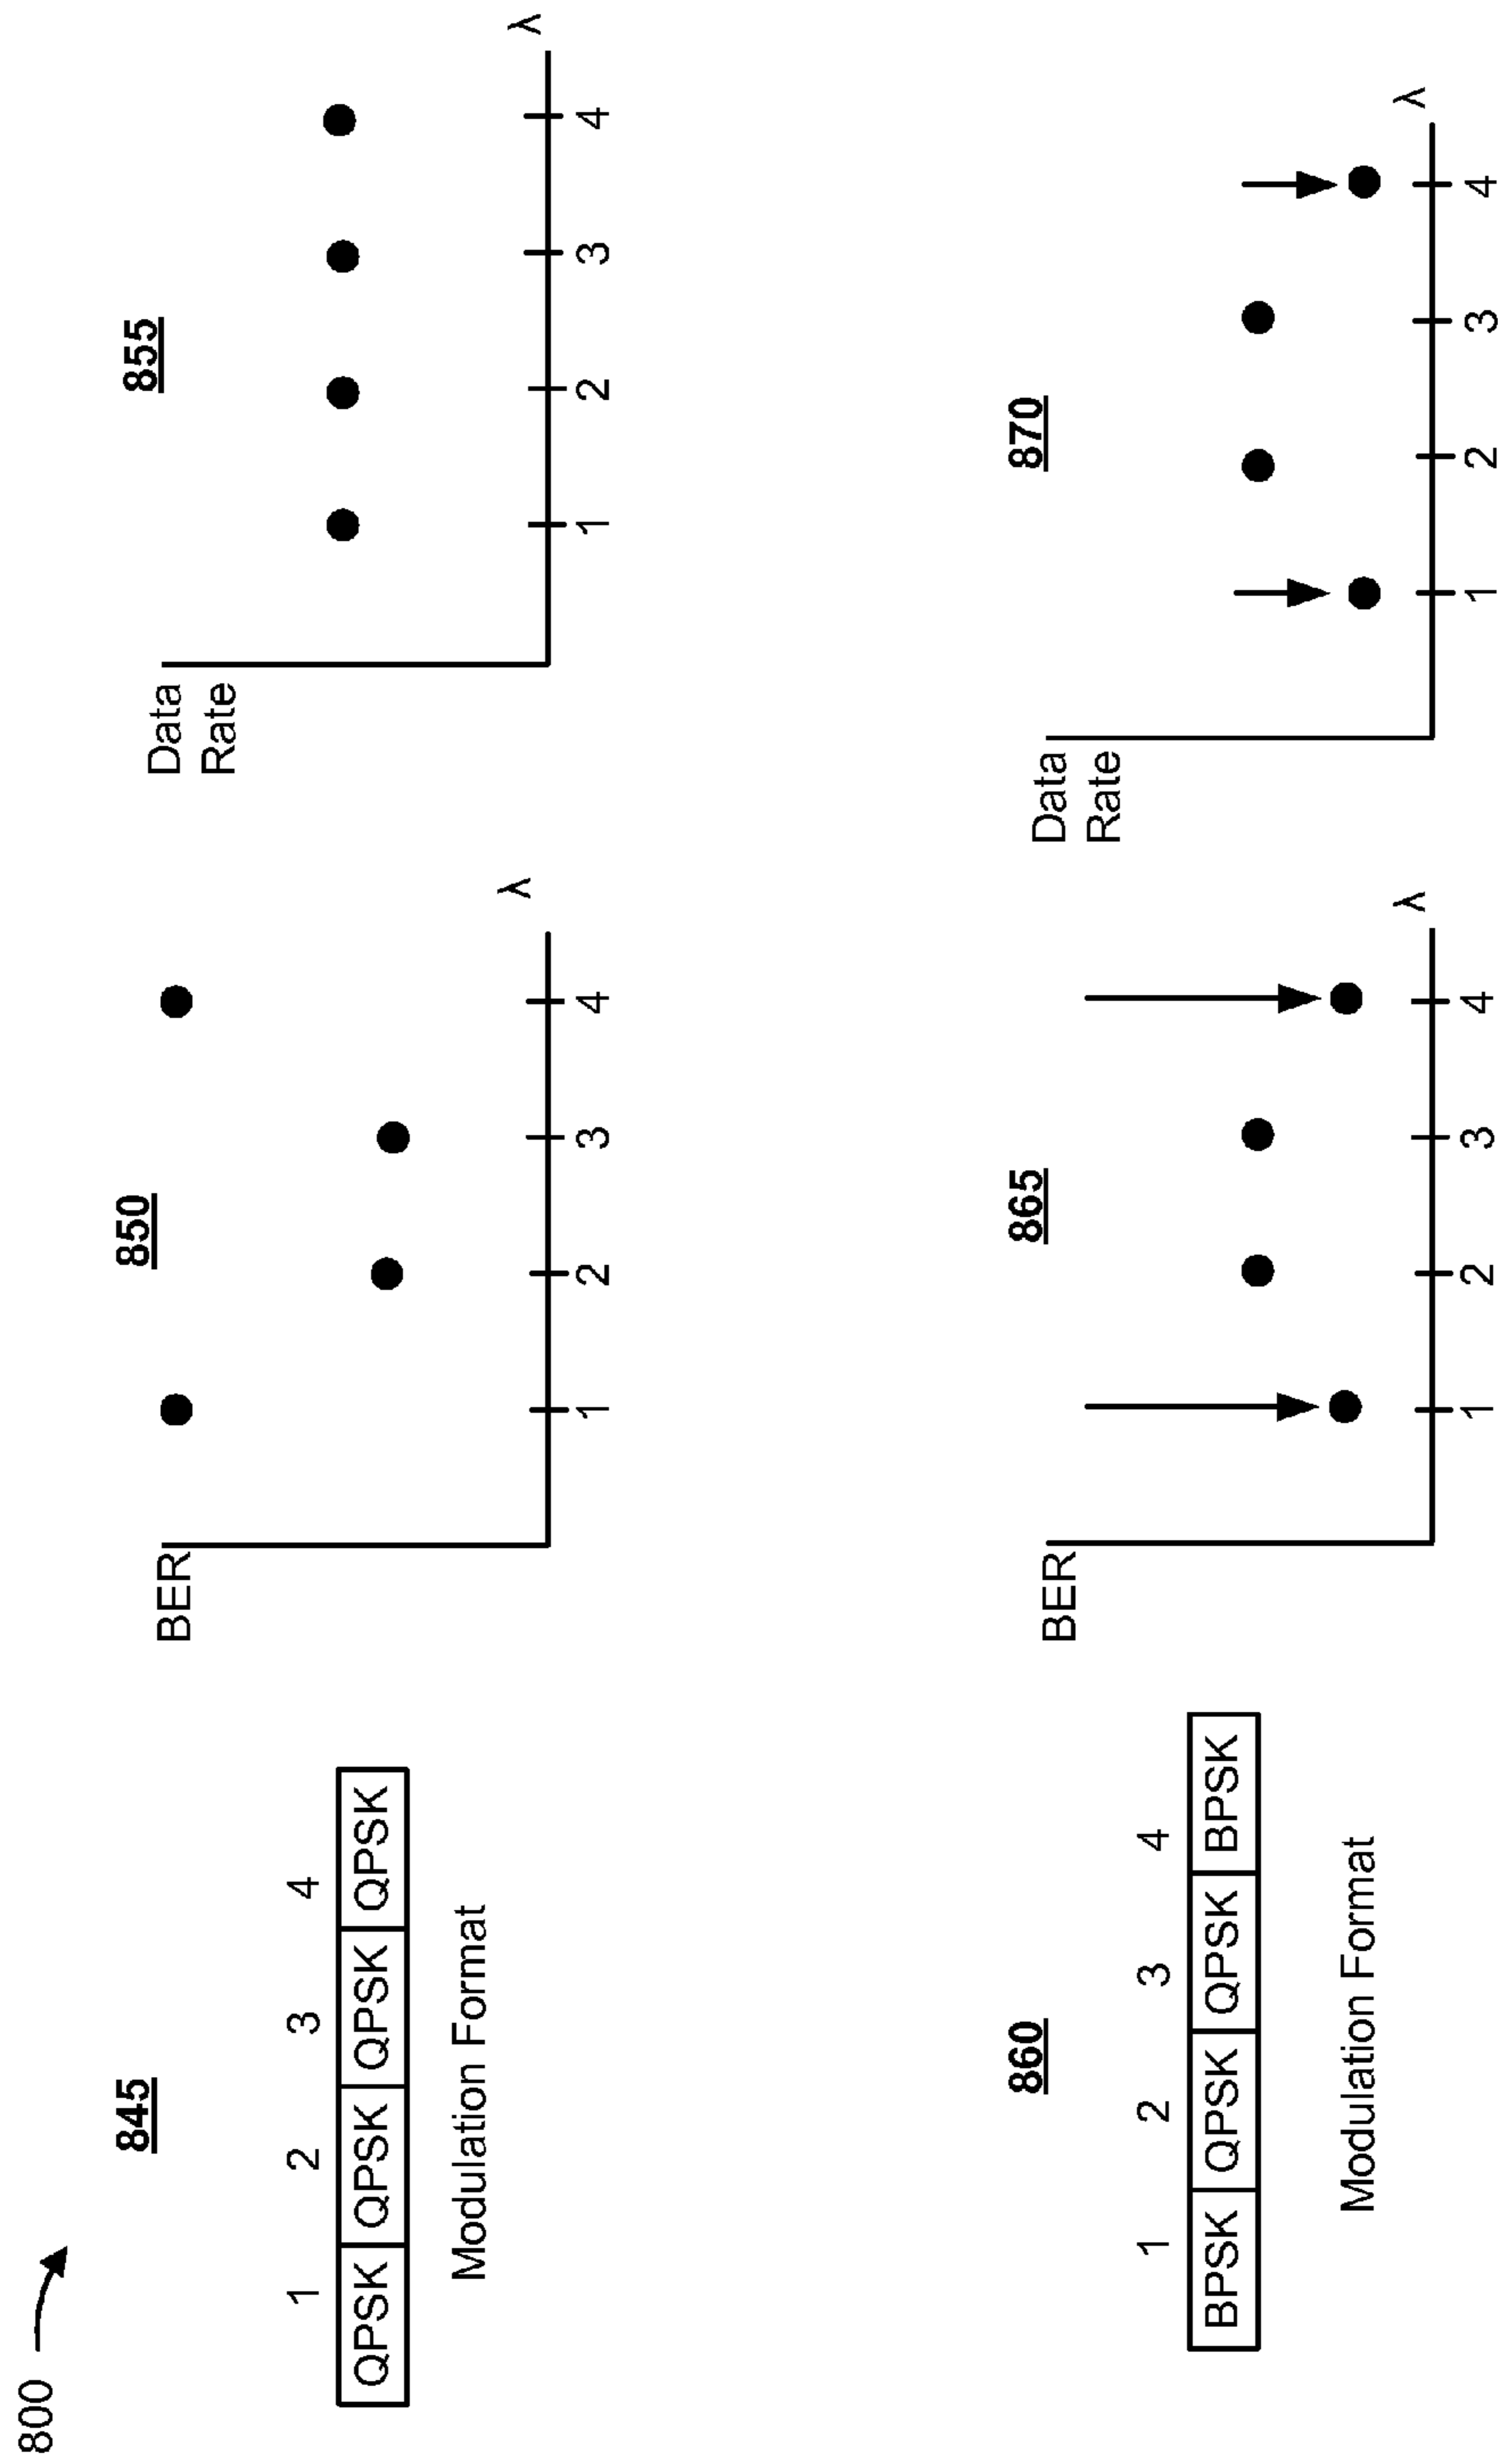 800
845
1 2 3 4
QPSK QPSK QPSK QPSK
Modulation Format
850
BER
1 2 3 4
λ
855
Data
Rate
1 2 3 4
λ
860
1 2 3 4
BPSK QPSK QPSK BPSK
Modulation Format
865
BER
1 2 3 4
λ
870
Data
Rate
1 2 3 4
λ